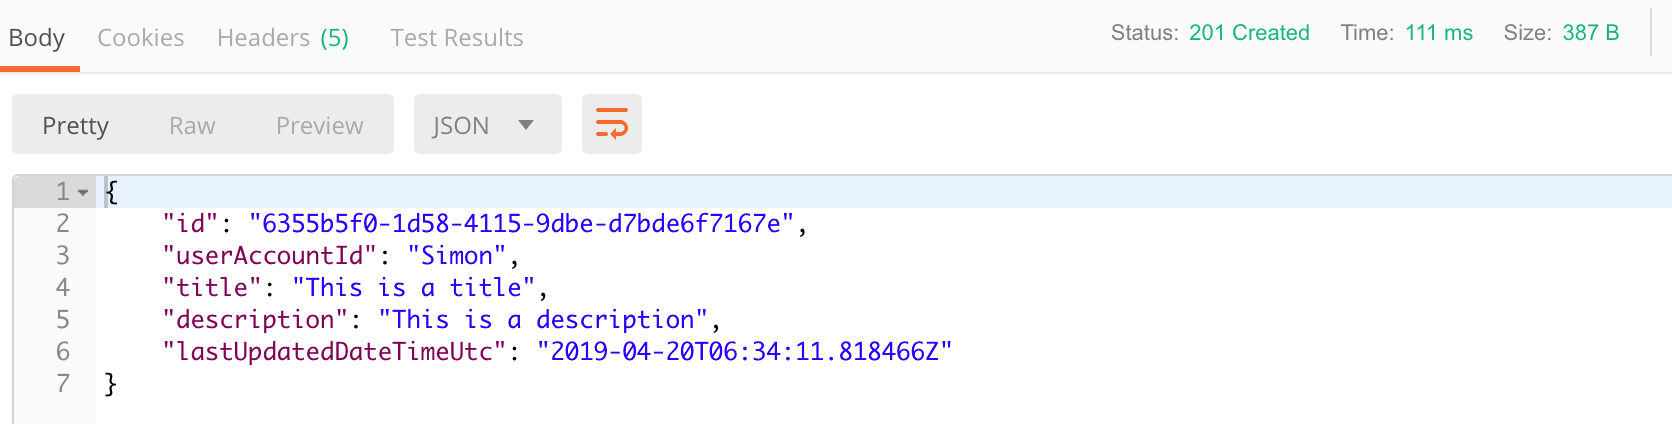 Body Cookies Headers (5) Test Results Status: 201 Created Time: 111 ms Size: 387 B
Pretty Raw Preview JSON
1 {
2 "id": "6355b5f0-1d58-4115-9dbe-d7bde6f7167e",
3 "userAccountId": "Simon",
4 "title": "This is a title",
5 "description": "This is a description",
6 "lastUpdatedDateTimeUtc": "2019-04-20T06:34:11.818466Z"
7 }